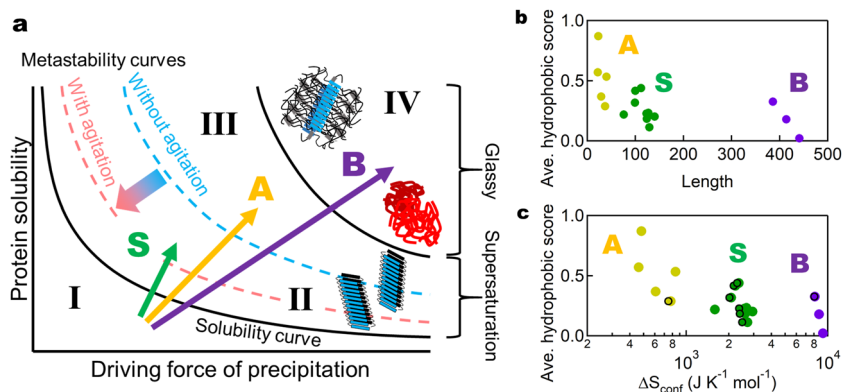 a
Metastability curves
With agitation
Without agitation
III
IV
B
A
S
I
II
Solubility curve
Glassy
Supersaturation
Protein solubility
Driving force of precipitation
b
Ave. hydrophobic score
1.0
0.5
0.0
A
S
B
0 100 200 300 400 500
Length
c
Ave. hydrophobic score
1.0
0.5
0.0
A
S
B
2 4 6 8 10³ 2 4 6 8 10⁴
ΔSconf (J K⁻¹ mol⁻¹)